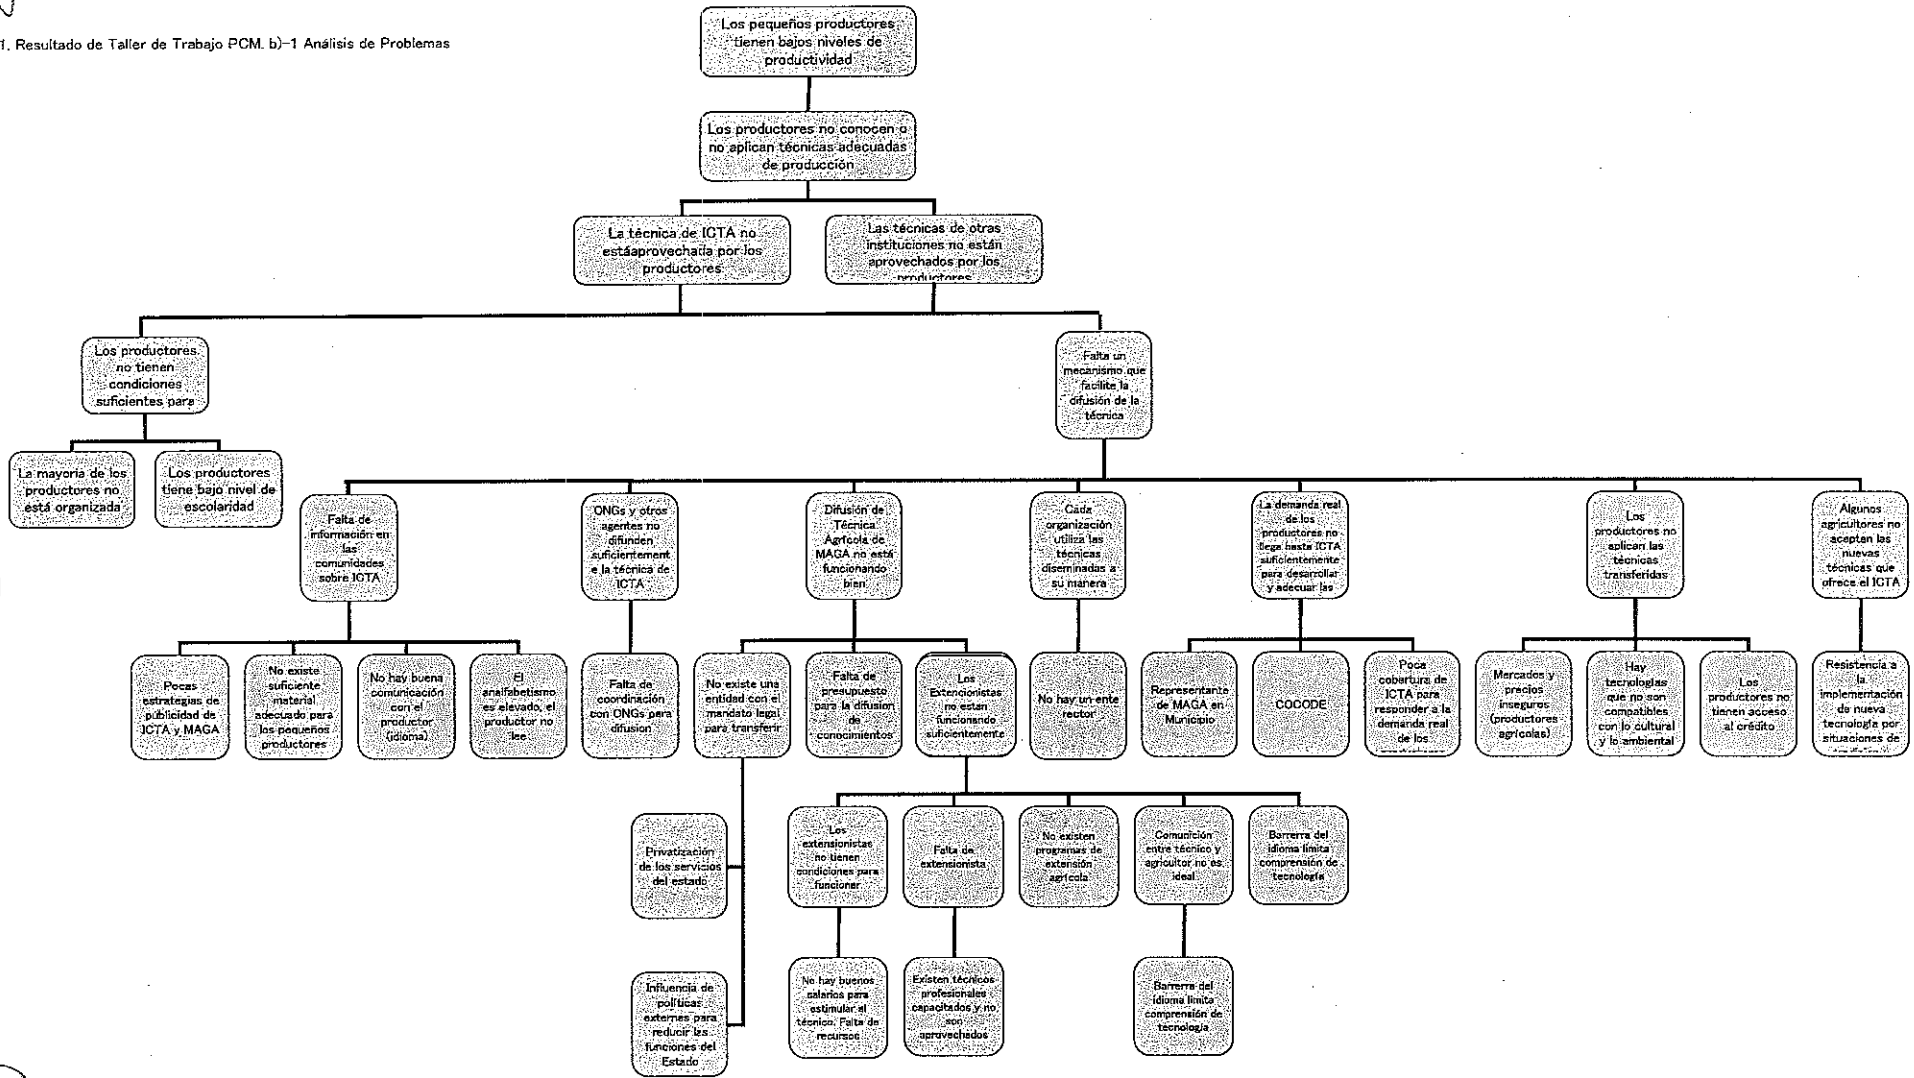 1. Resultado de Taller de Trabajo PCM. b)-1 Análisis de Problemas
Los pequeños productores
tienen bajos niveles de
productividad
Los productores no conocen o
no aplican técnicas adecuadas
de producción
La técnica de ICTA no
estáaprovechada por los
productores
Las técnicas de otras
instituciones no están
aprovechados por los
productores
Los productores
no tienen
condiciones
suficientes para
Falta un
mecanismo que
facilite la
difusión de la
técnica
La mayoría de los
productores no
está organizada
Los productores
tiene bajo nivel de
escolaridad
Falta de
información en
las
comunidades
sobre ICTA
ONGs y otros
agentes no
difunden
suficientement
e la técnica de
ICTA
Difusión de
Técnica
Agrícola de
MAGA no está
funcionando
bien
Cada
organización
utiliza las
técnicas
diseminadas a
su manera
La demanda real
de los
productores no
llega hasta ICTA
suficientemente
para desarrollar
y adecuar las
Los
productores no
aplican las
técnicas
transferidas
Algunos
agricultores no
aceptan las
nuevas
técnicas que
ofrece el ICTA
Pocas
estrategias de
publicidad de
ICTA y MAGA
No existe
suficiente
material
adecuado para
los pequeños
productores
No hay buena
comunicación
con el
productor
(idioma)
El
analfabetismo
es elevado, el
productor no
lee
Falta de
coordinación
con ONGs para
difusion
No existe una
entidad con el
mandato legal
para transferir
Falta de
presupuesto
para la difusion
de
conocimientos
Los
Extencionistas
no estan
funcionando
suficientemente
No hay un ente
rector
Representante
de MAGA en
Municipio
COCODE
Poca
cobertura de
ICTA para
responder a la
demanda real
de los
Mercados y
precios
inseguros
(productores
agrícolas)
Hay
tecnologías
que no son
compatibles
con lo cultural
y lo ambiental
Los
productores no
tienen acceso
al crédito
Resistencia a
la
implementación
de nueva
tecnología por
situaciones de
Privatización
de los servicios
del estado
Los
extensionistas
no tienen
condiciones para
funcioner
Falta de
extensionista
No existen
programas de
extensión
agrícola
Comunición
entre técnico y
agricultor no es
ideal
Barrerra del
idioma limita
comprensión de
tecnología
Influencia de
políticas
externes para
reducir las
funciones del
Estado
No hay buenos
salarios para
estimular al
técnico. Falta de
recursos
Existen técnicos
profesionales
capacitados y no
son
aprovechados
Barrerra del
idioma limita
comprensión de
tecnología